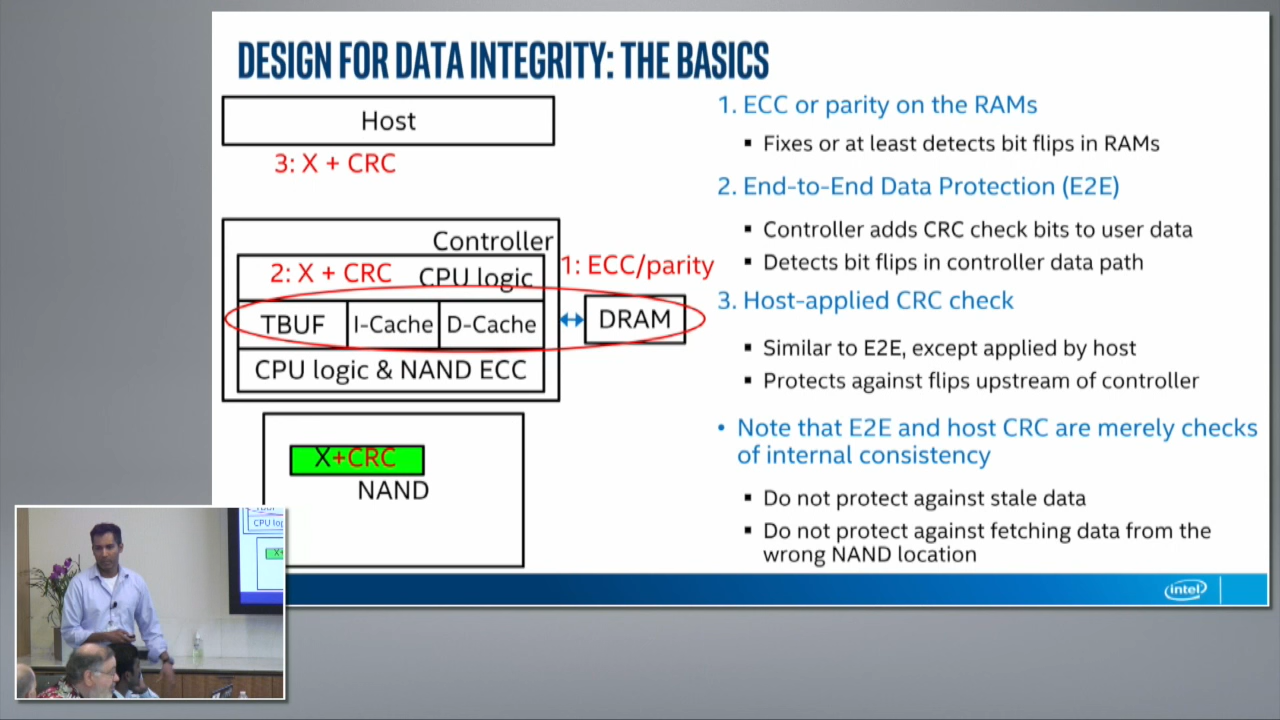 DESIGN FOR DATA INTEGRITY: THE BASICS
Host
3: X + CRC
Controller
2: X + CRC
CPU logic
1: ECC/parity
TBUF
I-Cache
D-Cache
DRAM
CPU logic & NAND ECC
X+CRC
NAND
1. ECC or parity on the RAMs
▪ Fixes or at least detects bit flips in RAMs
2. End-to-End Data Protection (E2E)
▪ Controller adds CRC check bits to user data
▪ Detects bit flips in controller data path
3. Host-applied CRC check
▪ Similar to E2E, except applied by host
▪ Protects against flips upstream of controller
• Note that E2E and host CRC are merely checks
of internal consistency
▪ Do not protect against stale data
▪ Do not protect against fetching data from the
wrong NAND location
intel
CPU log